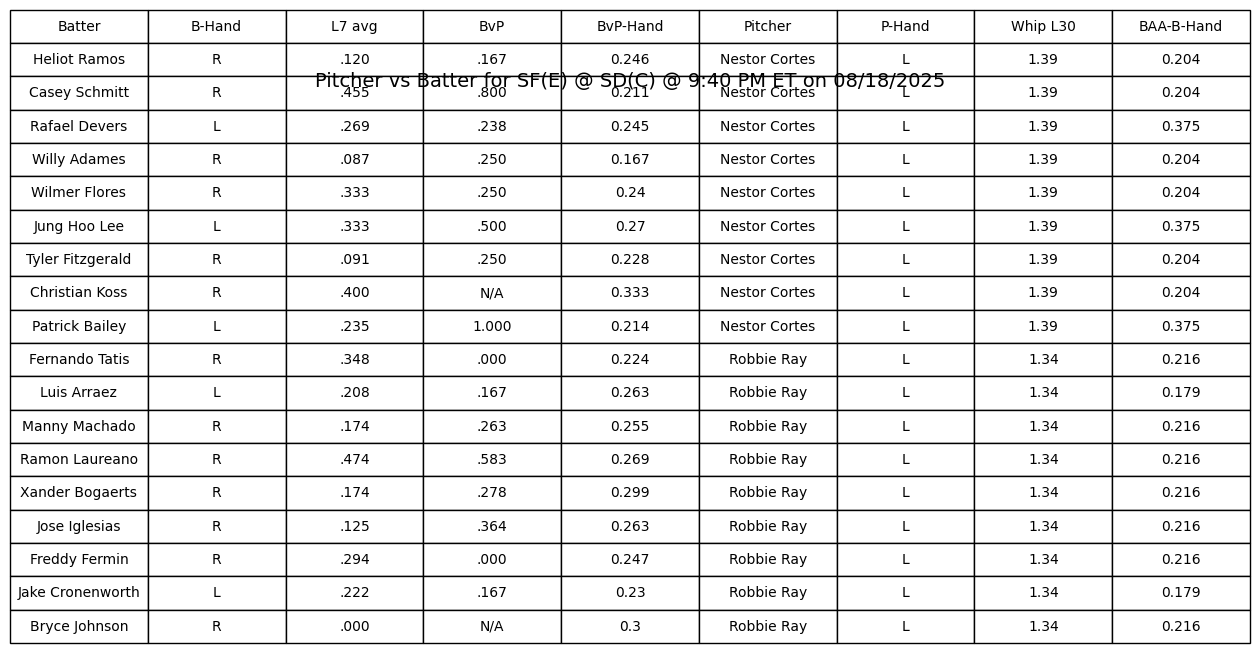 Batter B-Hand L7 avg BvP BvP-Hand Pitcher P-Hand Whip L30 BAA-B-Hand
Heliot Ramos R .120 .167 0.246 Nestor Cortes L 1.39 0.204
Pitcher vs Batter for SF(E) @ SD(C) @ 9:40 PM ET on 08/18/2025
Casey Schmitt R .455 .800 0.211 Nestor Cortes L 1.39 0.204
Rafael Devers L .269 .238 0.245 Nestor Cortes L 1.39 0.375
Willy Adames R .087 .250 0.167 Nestor Cortes L 1.39 0.204
Wilmer Flores R .333 .250 0.24 Nestor Cortes L 1.39 0.204
Jung Hoo Lee L .333 .500 0.27 Nestor Cortes L 1.39 0.375
Tyler Fitzgerald R .091 .250 0.228 Nestor Cortes L 1.39 0.204
Christian Koss R .400 N/A 0.333 Nestor Cortes L 1.39 0.204
Patrick Bailey L .235 1.000 0.214 Nestor Cortes L 1.39 0.375
Fernando Tatis R .348 .000 0.224 Robbie Ray L 1.34 0.216
Luis Arraez L .208 .167 0.263 Robbie Ray L 1.34 0.179
Manny Machado R .174 .263 0.255 Robbie Ray L 1.34 0.216
Ramon Laureano R .474 .583 0.269 Robbie Ray L 1.34 0.216
Xander Bogaerts R .174 .278 0.299 Robbie Ray L 1.34 0.216
Jose Iglesias R .125 .364 0.263 Robbie Ray L 1.34 0.216
Freddy Fermin R .294 .000 0.247 Robbie Ray L 1.34 0.216
Jake Cronenworth L .222 .167 0.23 Robbie Ray L 1.34 0.179
Bryce Johnson R .000 N/A 0.3 Robbie Ray L 1.34 0.216